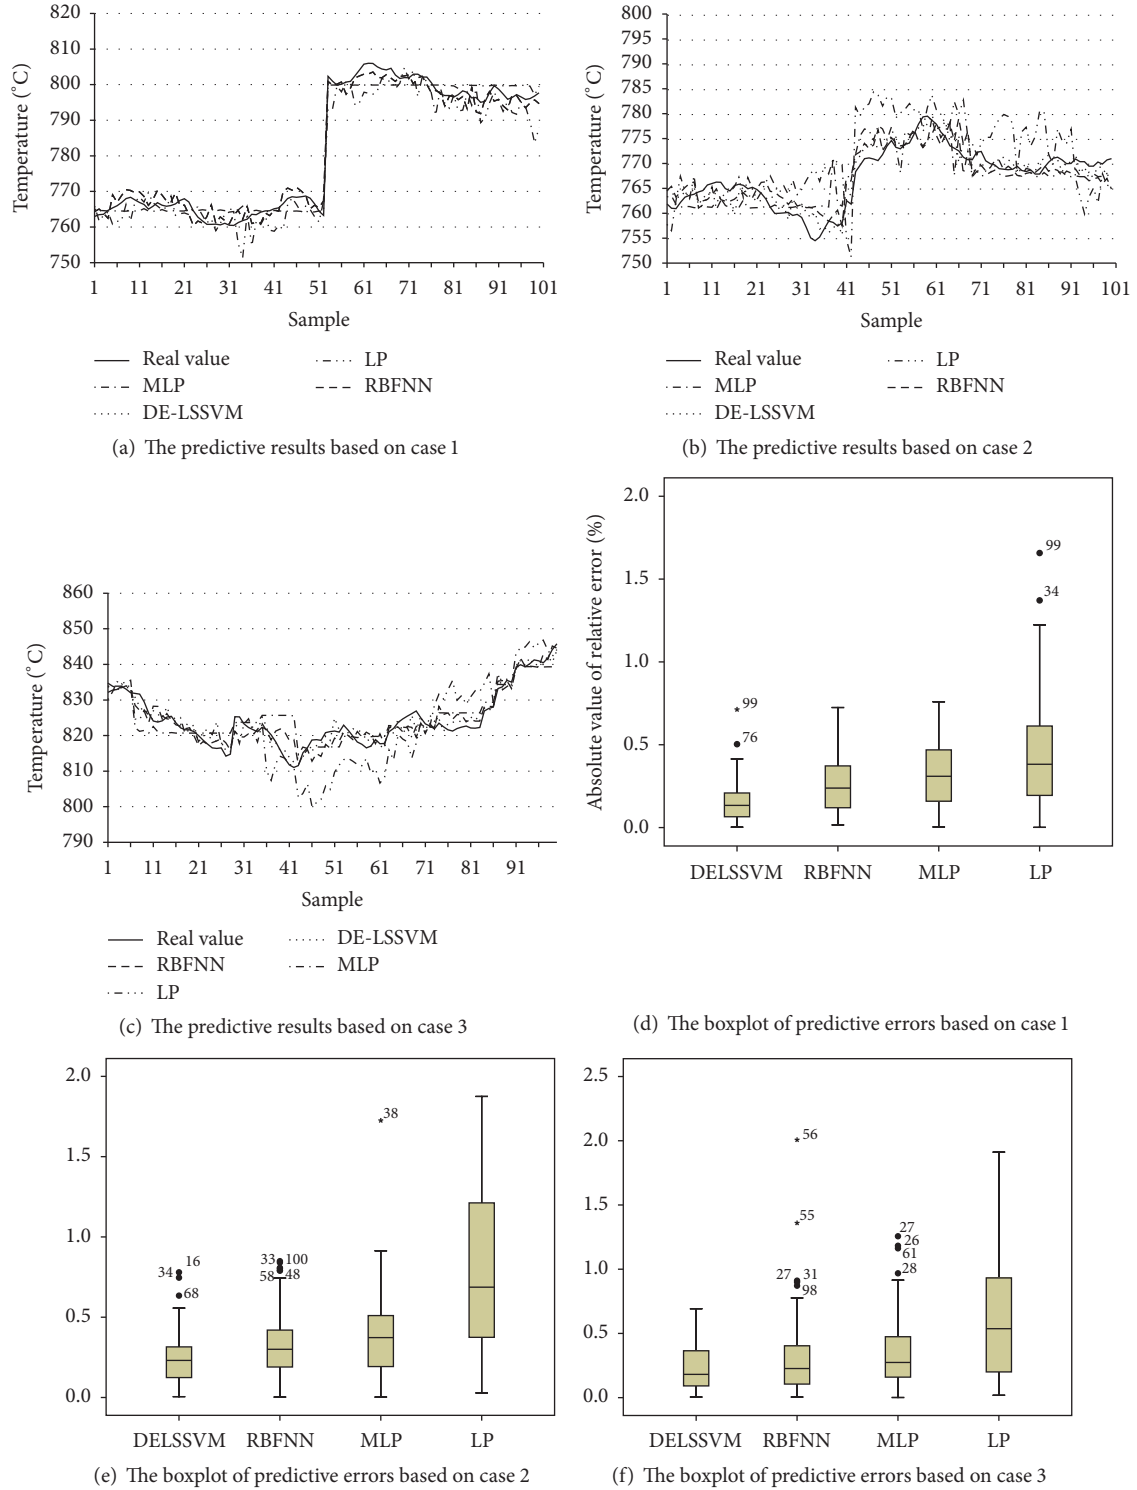 820
810
800
790
780
770
760
750
Temperature (°C)
1 11 21 31 41 51 61 71 81 91 101
Sample
Real value
MLP
DE-LSSVM
LP
RBFNN
(a) The predictive results based on case 1
800
795
790
785
780
775
770
765
760
755
750
Temperature (°C)
1 11 21 31 41 51 61 71 81 91 101
Sample
Real value
MLP
DE-LSSVM
LP
RBFNN
(b) The predictive results based on case 2
860
850
840
830
820
810
800
790
Temperature (°C)
1 11 21 31 41 51 61 71 81 91
Sample
Real value
RBFNN
LP
DE-LSSVM
MLP
(c) The predictive results based on case 3
2.0
1.5
1.0
0.5
0.0
Absolute value of relative error (%)
99
76
99
34
DELSSVM RBFNN MLP LP
(d) The boxplot of predictive errors based on case 1
2.0
1.5
1.0
0.5
0.0
16
34
68
33 100
58 48
38
DELSSVM RBFNN MLP LP
(e) The boxplot of predictive errors based on case 2
2.5
2.0
1.5
1.0
0.5
0.0
56
55
27 31
98
27
26
61
28
DELSSVM RBFNN MLP LP
(f) The boxplot of predictive errors based on case 3